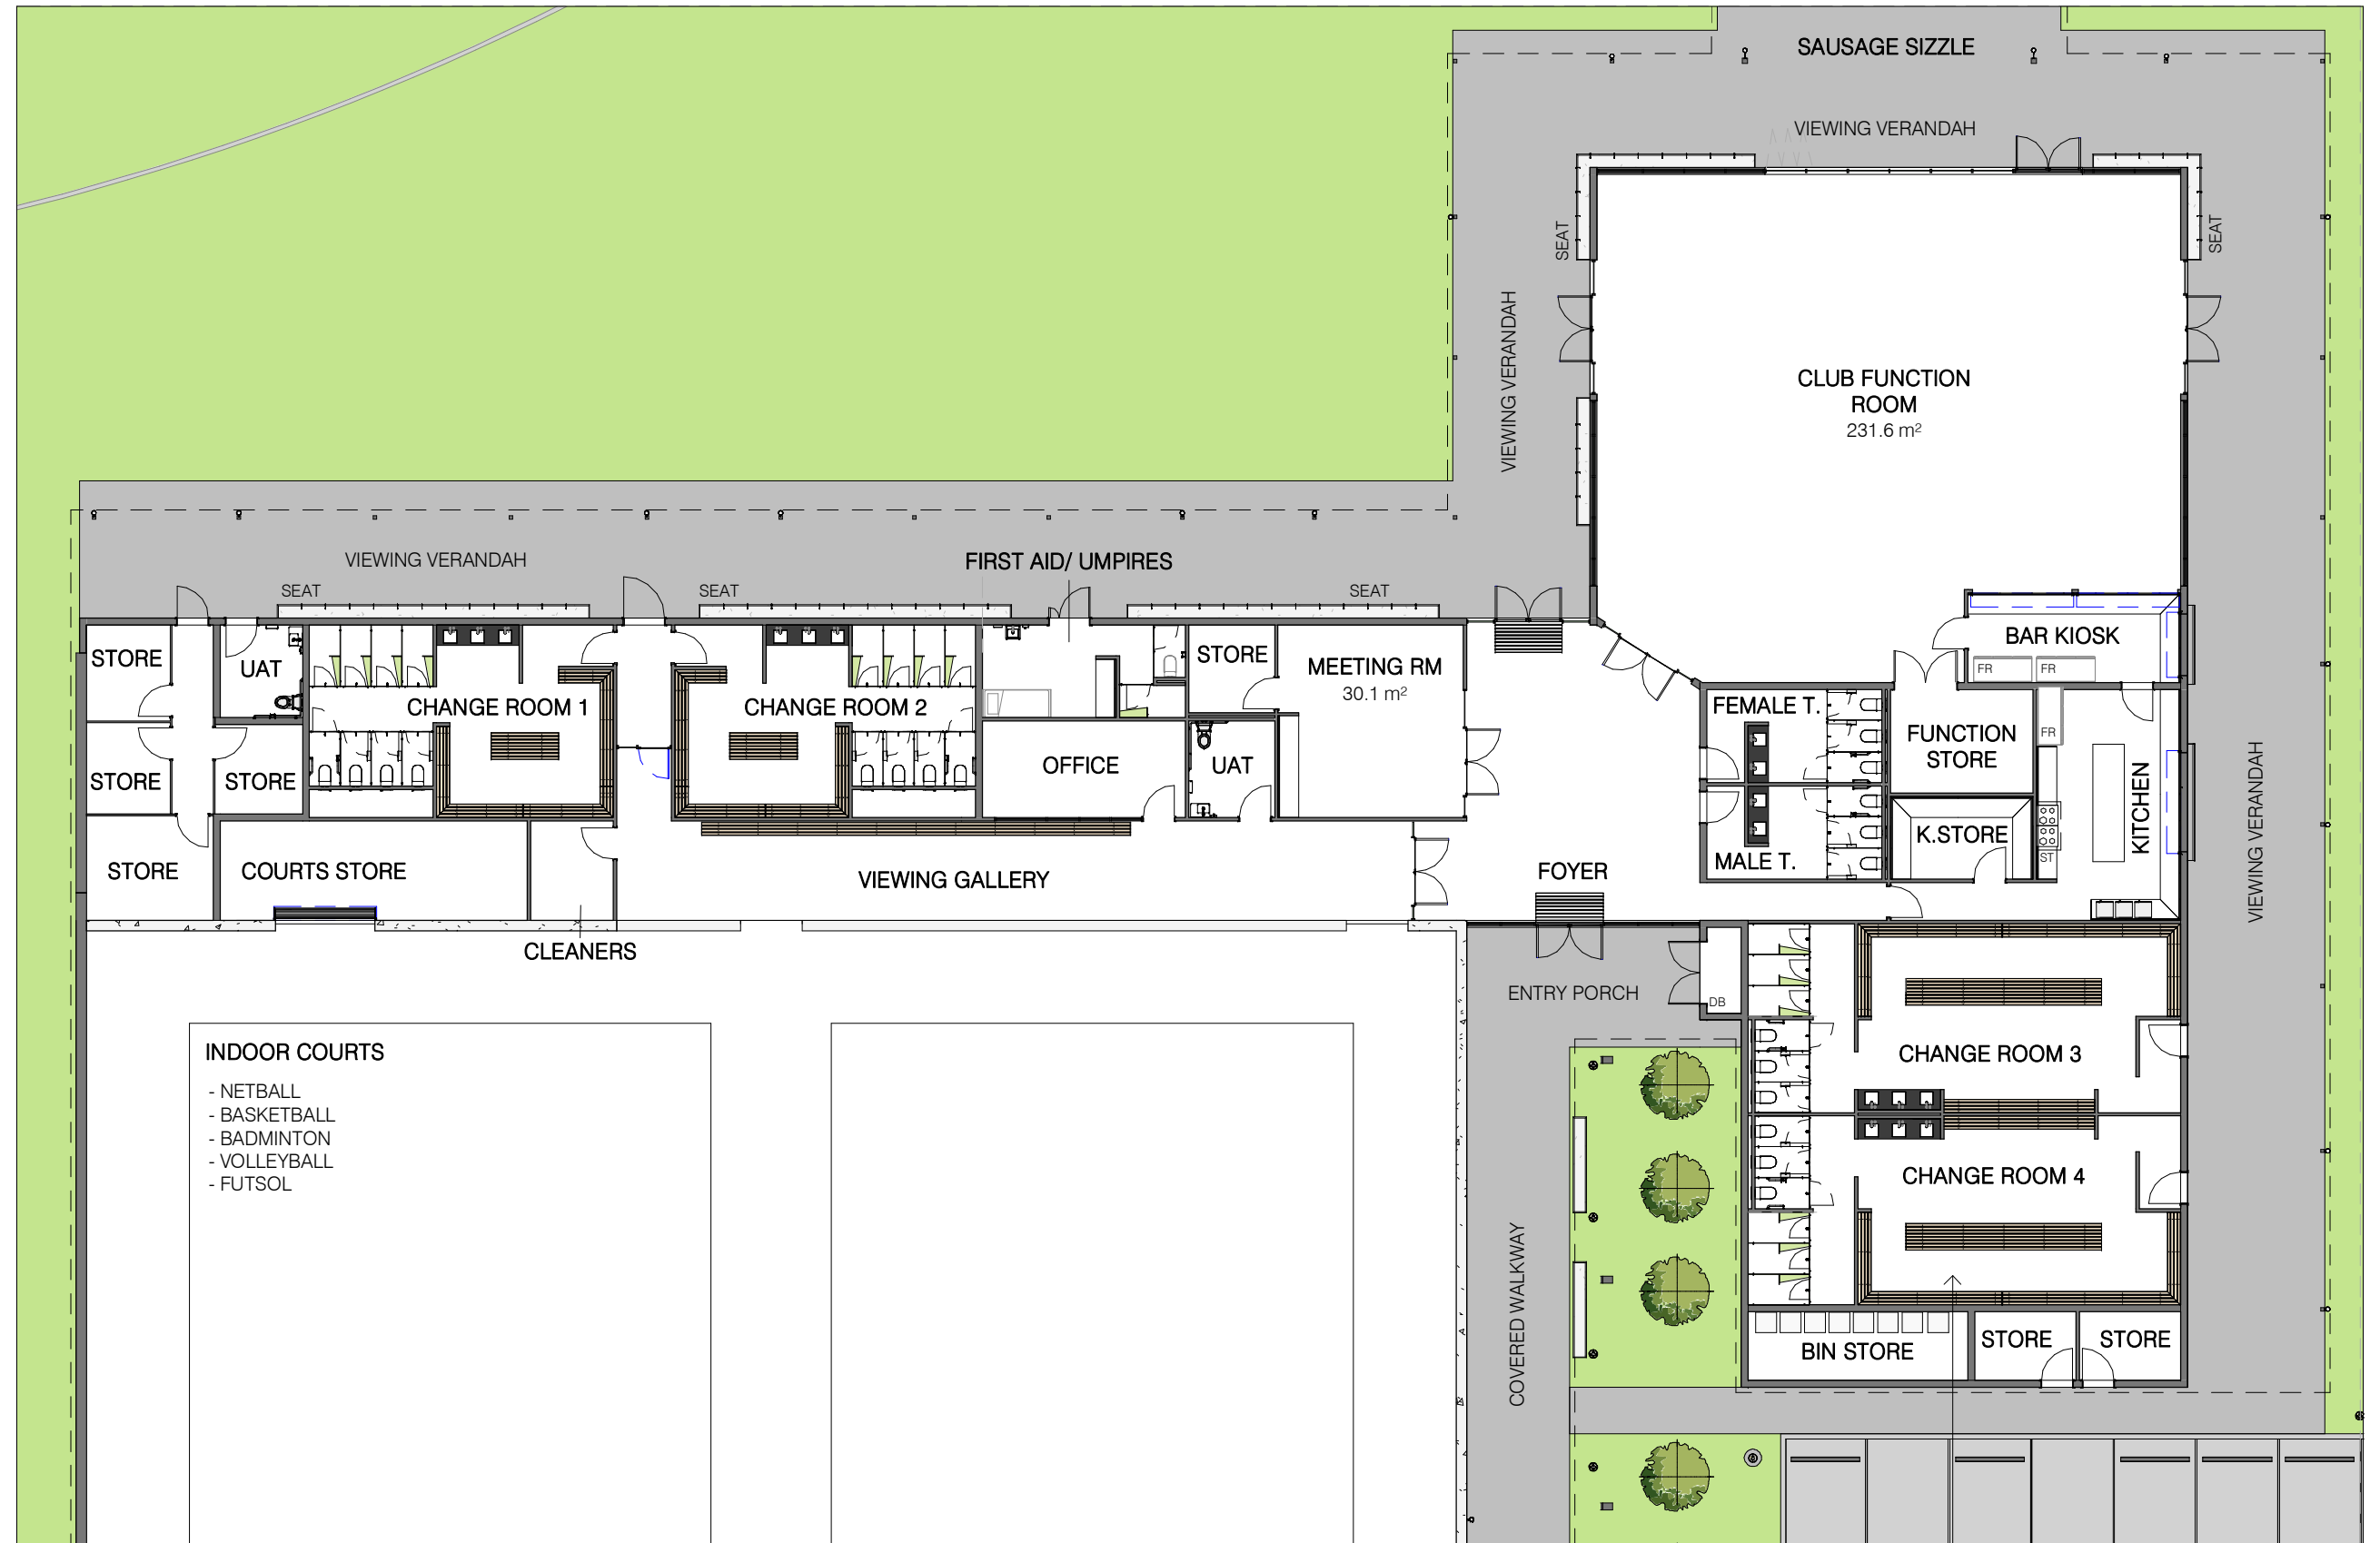 SAUSAGE SIZZLE
VIEWING VERANDAH
SEAT
SEAT
VIEWING VERANDAH
CLUB FUNCTION
ROOM
231.6 m²
VIEWING VERANDAH
FIRST AID/ UMPIRES
SEAT
SEAT
SEAT
STORE
UAT
CHANGE ROOM 1
CHANGE ROOM 2
STORE
MEETING RM
30.1 m²
BAR KIOSK
FR
FR
FEMALE T.
FUNCTION
STORE
FR
KITCHEN
VIEWING VERANDAH
STORE
STORE
OFFICE
UAT
K.STORE
ST
MALE T.
STORE
COURTS STORE
VIEWING GALLERY
FOYER
CLEANERS
ENTRY PORCH
DB
INDOOR COURTS
- NETBALL
- BASKETBALL
- BADMINTON
- VOLLEYBALL
- FUTSOL
CHANGE ROOM 3
CHANGE ROOM 4
COVERED WALKWAY
BIN STORE
STORE
STORE